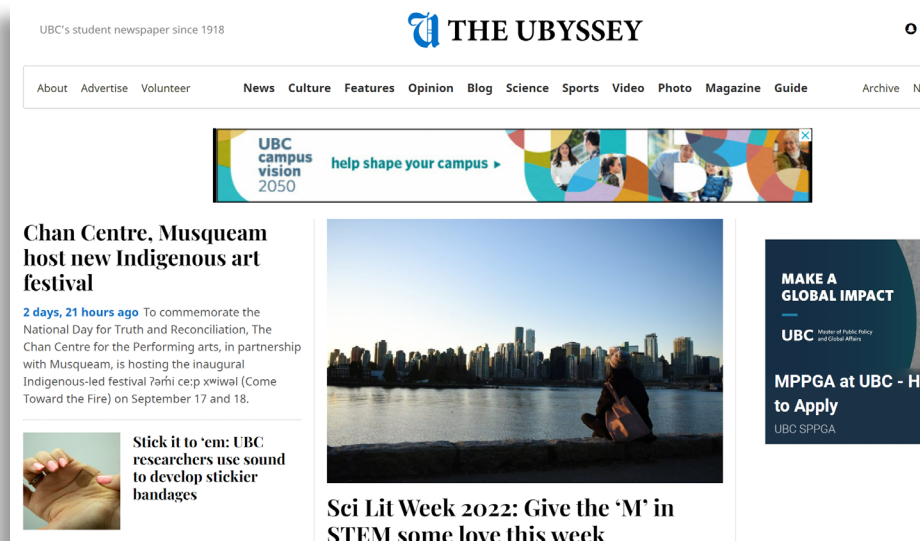 UBC's student newspaper since 1918
THE UBYSSEY
About Advertise Volunteer News Culture Features Opinion Blog Science Sports Video Photo Magazine Guide Archive
UBC
campus
vision
2050
help shape your campus ▸
Chan Centre, Musqueam
host new Indigenous art
festival
2 days, 21 hours ago To commemorate the
National Day for Truth and Reconciliation, The
Chan Centre for the Performing arts, in partnership
with Musqueam, is hosting the inaugural
Indigenous-led festival ʔəm̓i ce:p xʷiwəl (Come
Toward the Fire) on September 17 and 18.
Stick it to ‘em: UBC
researchers use sound
to develop stickier
bandages
Sci Lit Week 2022: Give the ‘M’ in
STEM some love this week
MAKE A
GLOBAL IMPACT
UBC Master of Public Policy
and Global Affairs
MPPGA at UBC - H
to Apply
UBC SPPGA